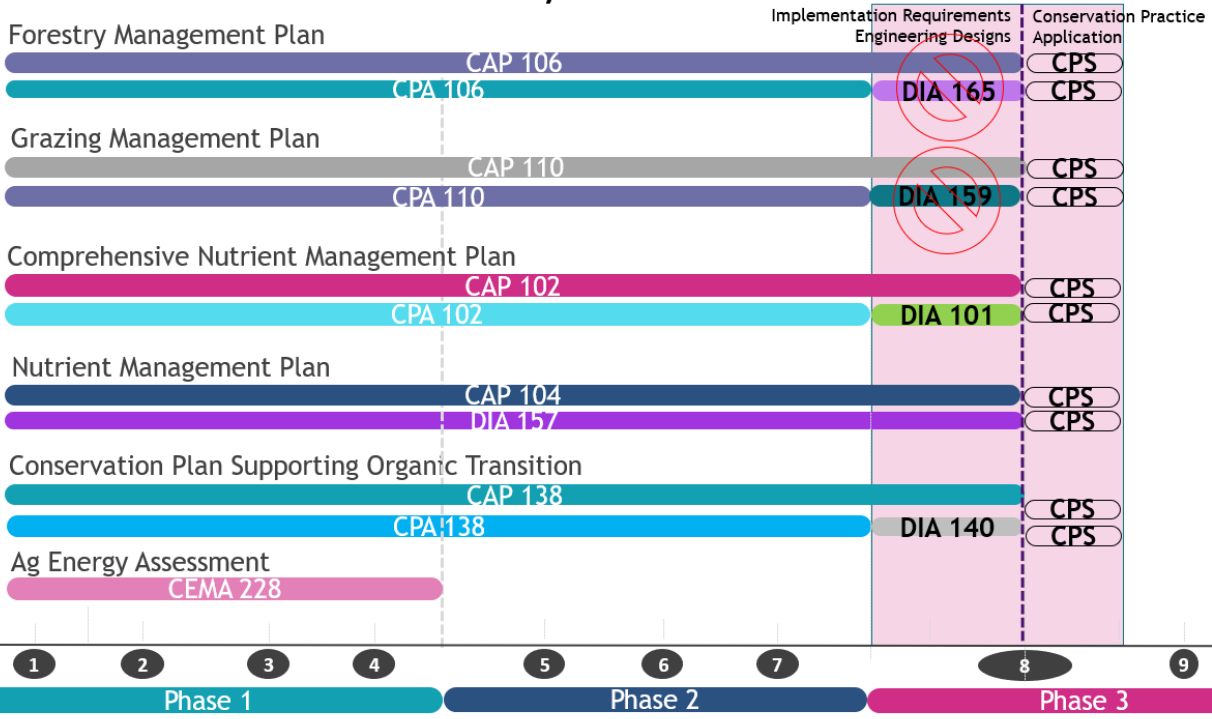 Implementation Requirements
Engineering Designs
Conservation Practice
Application
Forestry Management Plan
CAP 106
CPS
CPA 106
DIA 165
CPS
Grazing Management Plan
CAP 110
CPS
CPA 110
DIA 159
CPS
Comprehensive Nutrient Management Plan
CAP 102
CPS
CPA 102
DIA 101
CPS
Nutrient Management Plan
CAP 104
CPS
DIA 157
CPS
Conservation Plan Supporting Organic Transition
CAP 138
CPS
CPA 138
DIA 140
CPS
Ag Energy Assessment
CEMA 228
1 2 3 4 5 6 7 8 9
Phase 1
Phase 2
Phase 3